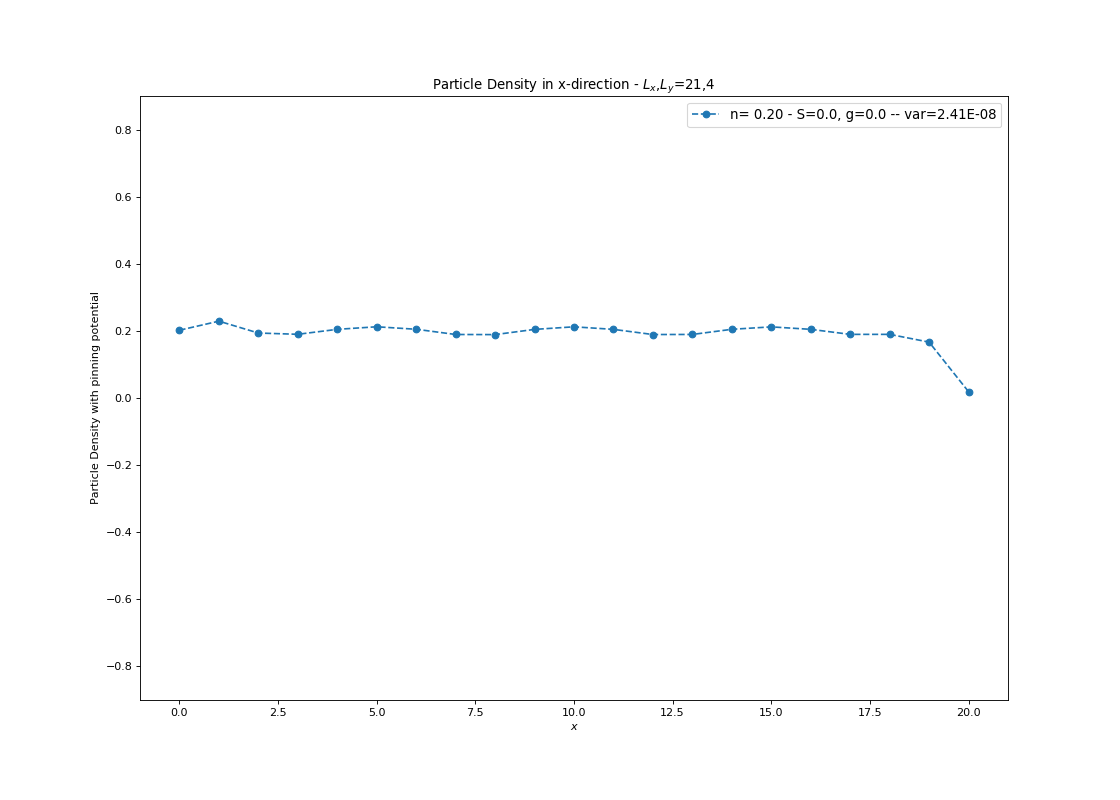 Particle Density in x-direction - Lx,Ly=21,4
n= 0.20 - S=0.0, g=0.0 -- var=2.41E-08
Particle Density with pinning potential
0.8
0.6
0.4
0.2
0.0
−0.2
−0.4
−0.6
−0.8
0.0 2.5 5.0 7.5 10.0 12.5 15.0 17.5 20.0
x